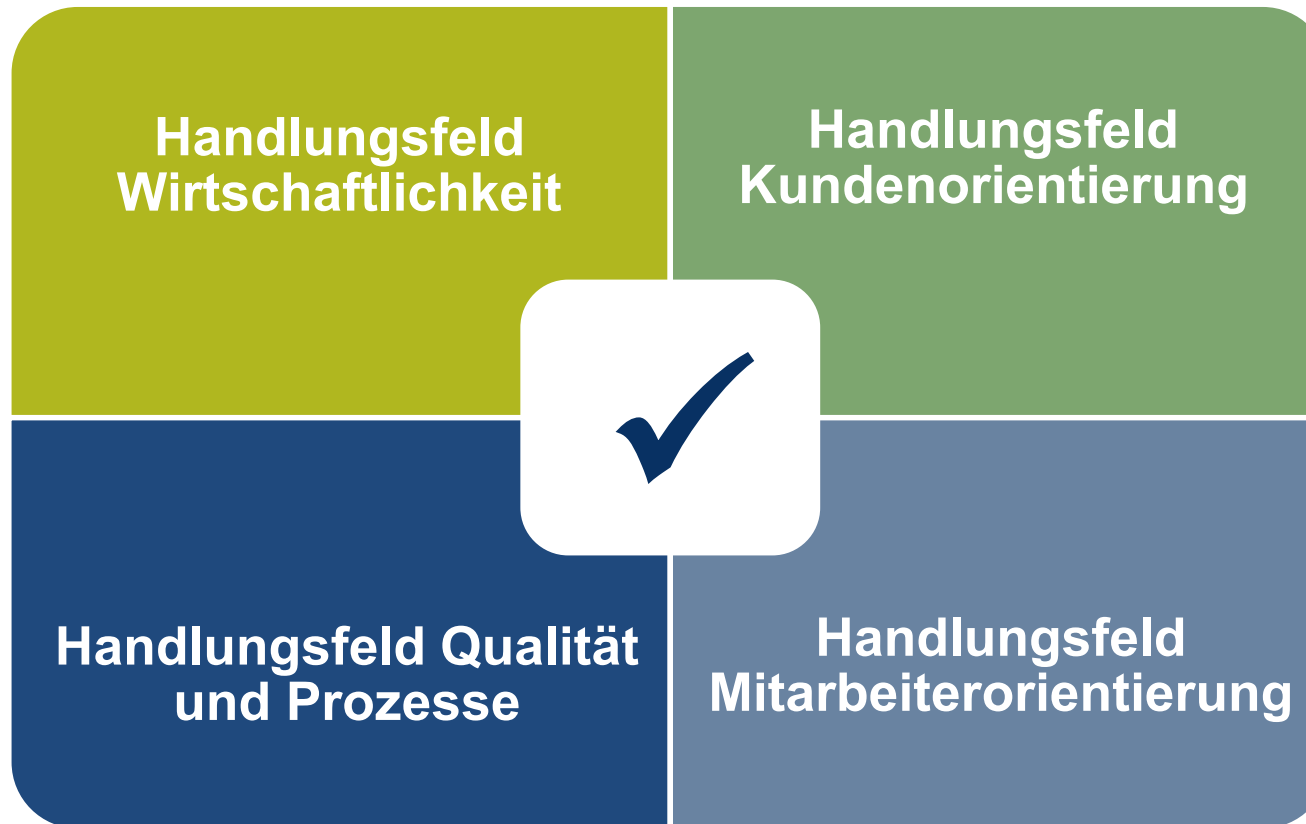 Handlungsfeld
Wirtschaftlichkeit
Handlungsfeld
Kundenorientierung
Handlungsfeld Qualität
und Prozesse
Handlungsfeld
Mitarbeiterorientierung